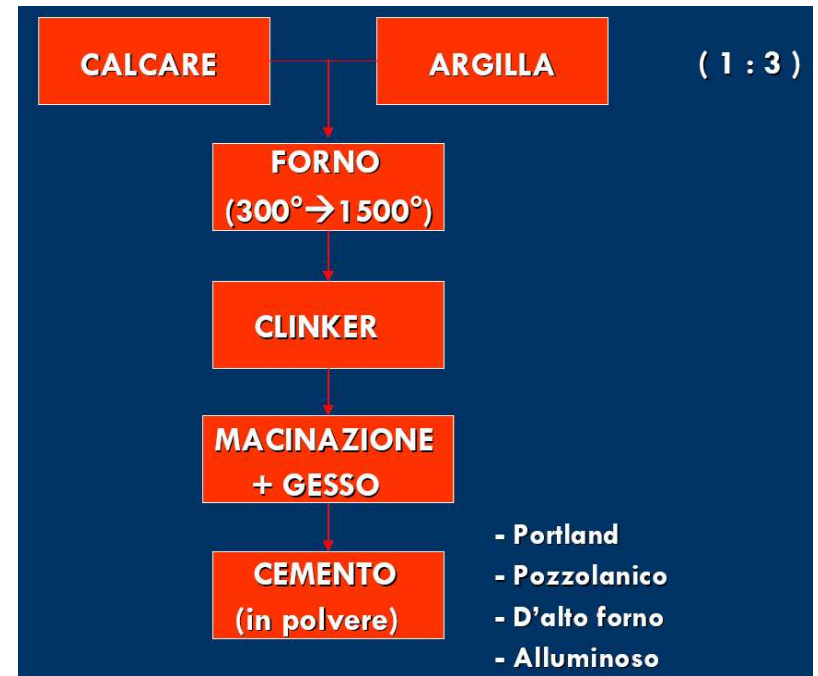 CALCARE
ARGILLA
( 1 : 3 )
FORNO
(300°→1500°)
CLINKER
MACINAZIONE
+ GESSO
CEMENTO
(in polvere)
- Portland
- Pozzolanico
- D'alto forno
- Alluminoso